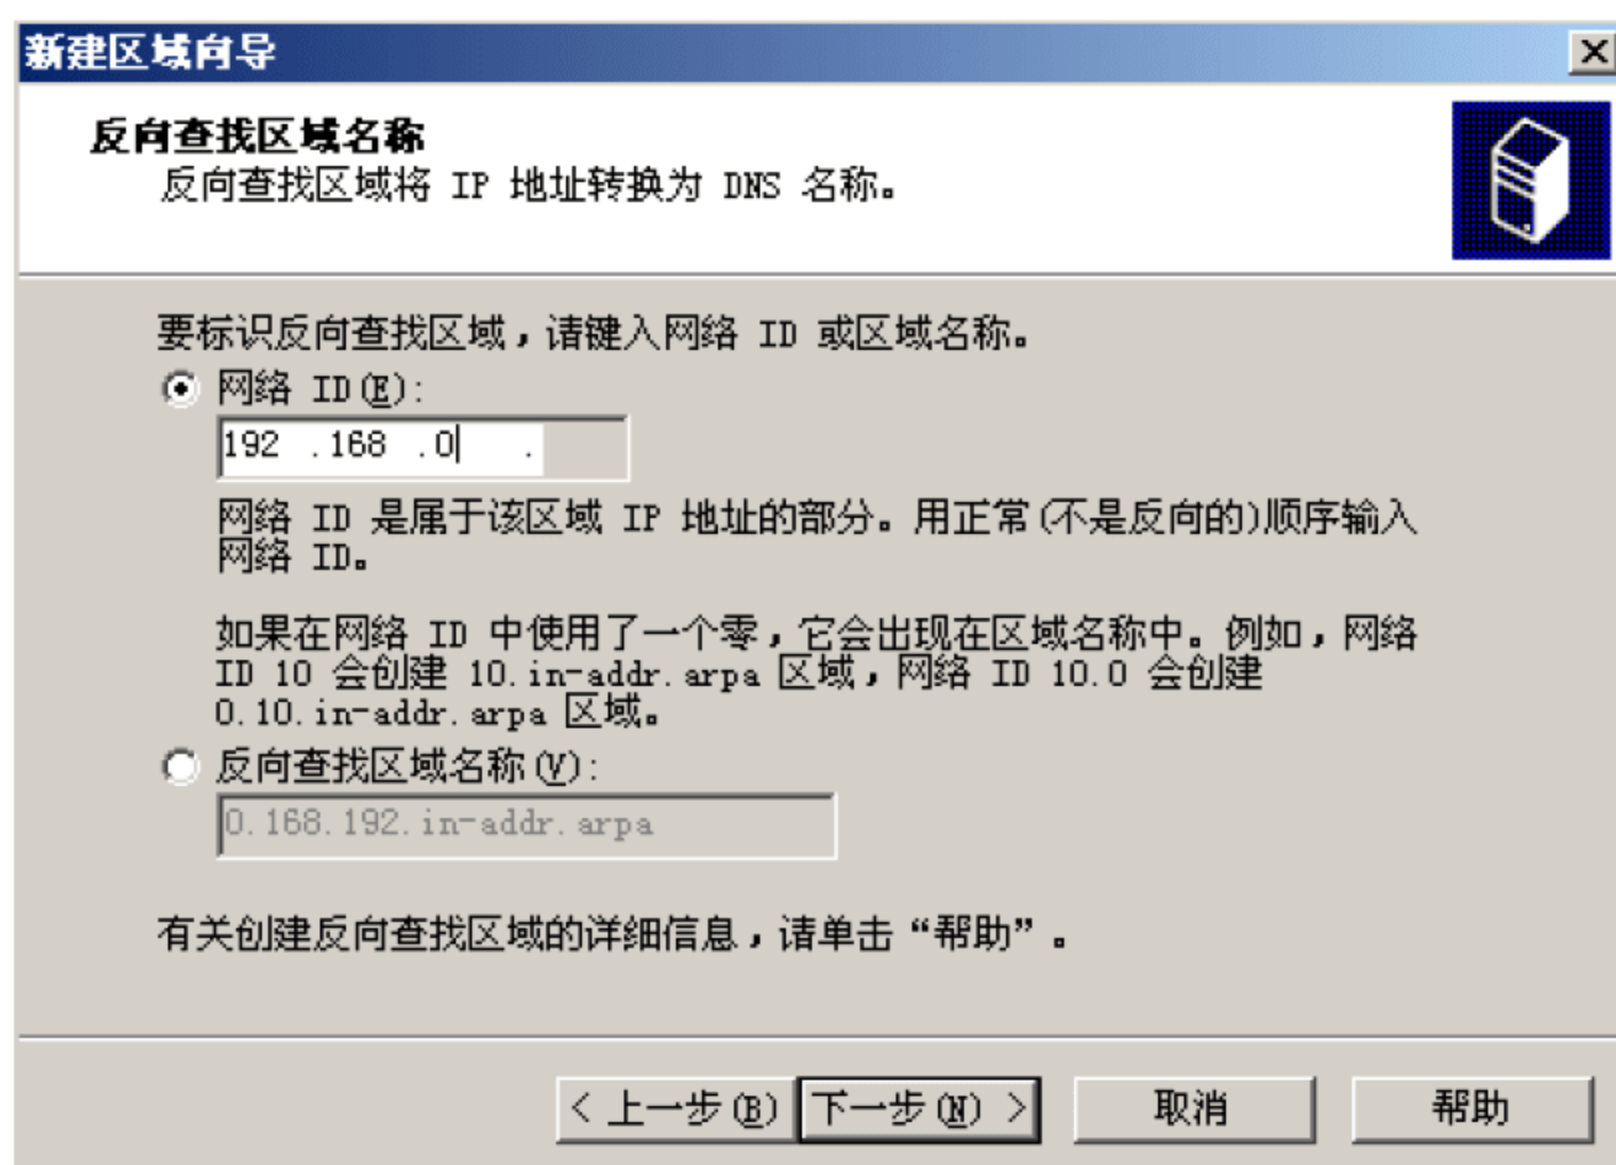 新建区域向导
反向查找区域名称
反向查找区域将 IP 地址转换为 DNS 名称。
要标识反向查找区域，请键入网络 ID 或区域名称。
网络 ID(E):
192 .168 .0 .
网络 ID 是属于该区域 IP 地址的部分。用正常(不是反向的)顺序输入
网络 ID。
如果在网络 ID 中使用了一个零，它会出现在区域名称中。例如，网络
ID 10 会创建 10.in-addr.arpa 区域，网络 ID 10.0 会创建
0.10.in-addr.arpa 区域。
反向查找区域名称(V):
0.168.192.in-addr.arpa
有关创建反向查找区域的详细信息，请单击“帮助”。
< 上一步(B) 下一步(N) > 取消 帮助